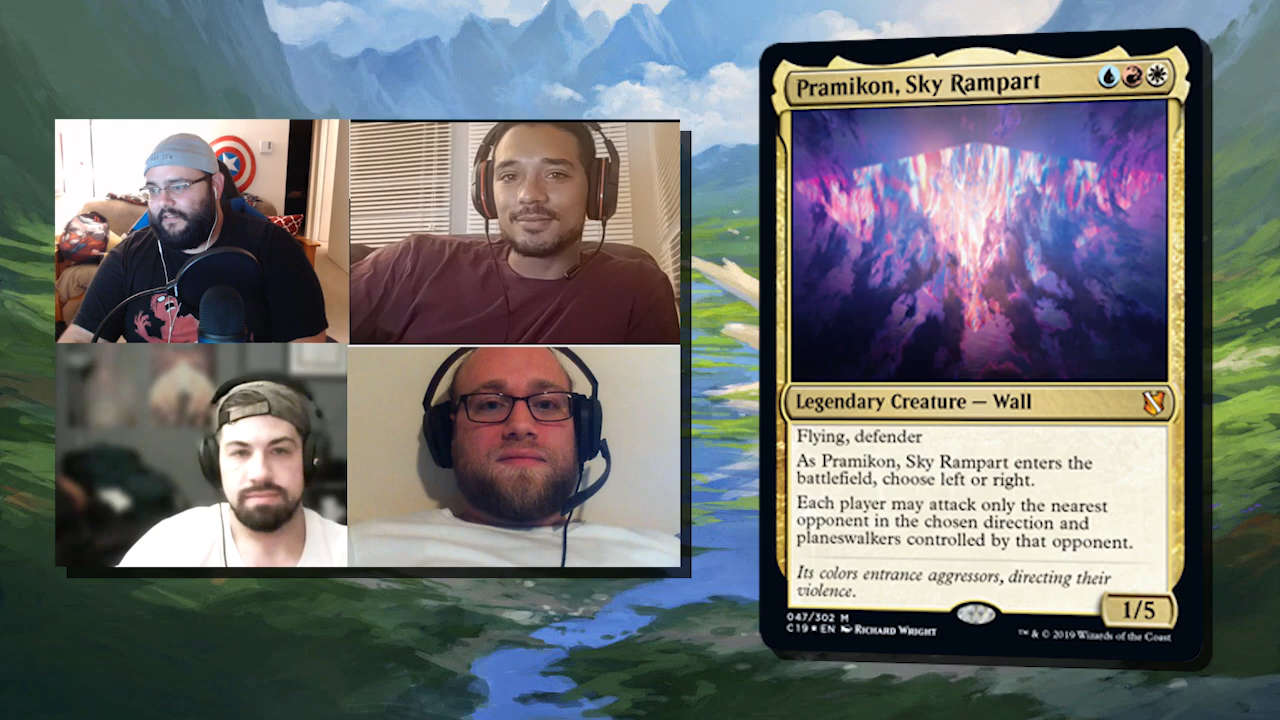 Pramikon, Sky Rampart
Legendary Creature — Wall
Flying, defender
As Pramikon, Sky Rampart enters the
battlefield, choose left or right.
Each player may attack only the nearest
opponent in the chosen direction and
planeswalkers controlled by that opponent.
Its colors entrance aggressors, directing their
violence.
1/5
047/302 M
C19★EN Richard Wright
™ & © 2019 Wizards of the Coast